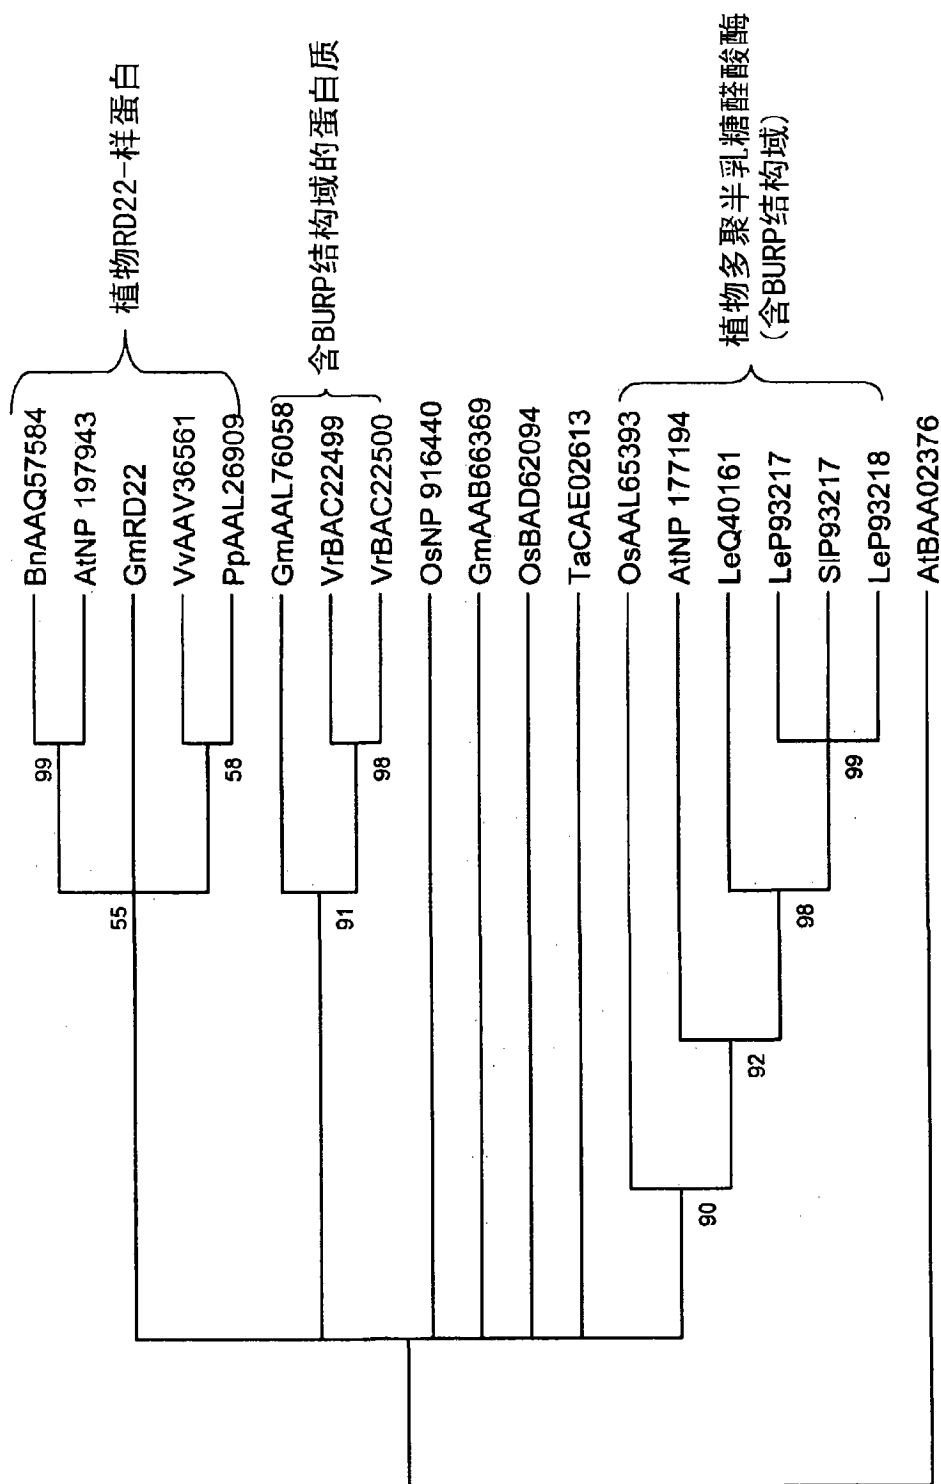 BnAAQ57584
AtNP 197943
GmRD22
VvAAV36561
PpAAL26909
GmAAL76058
VrBAC22499
VrBAC22500
OsNP 916440
GmAAB66369
OsBAD62094
TaCAE02613
OsAAL65393
AtNP 177194
LeQ40161
LeP93217
SlP93217
LeP93218
AtBAA02376
植物RD22-样蛋白
含BURP结构域的蛋白质
植物多聚半乳糖醛酸酶
(含BURP结构域)
99
55
58
91
98
90
92
98
99